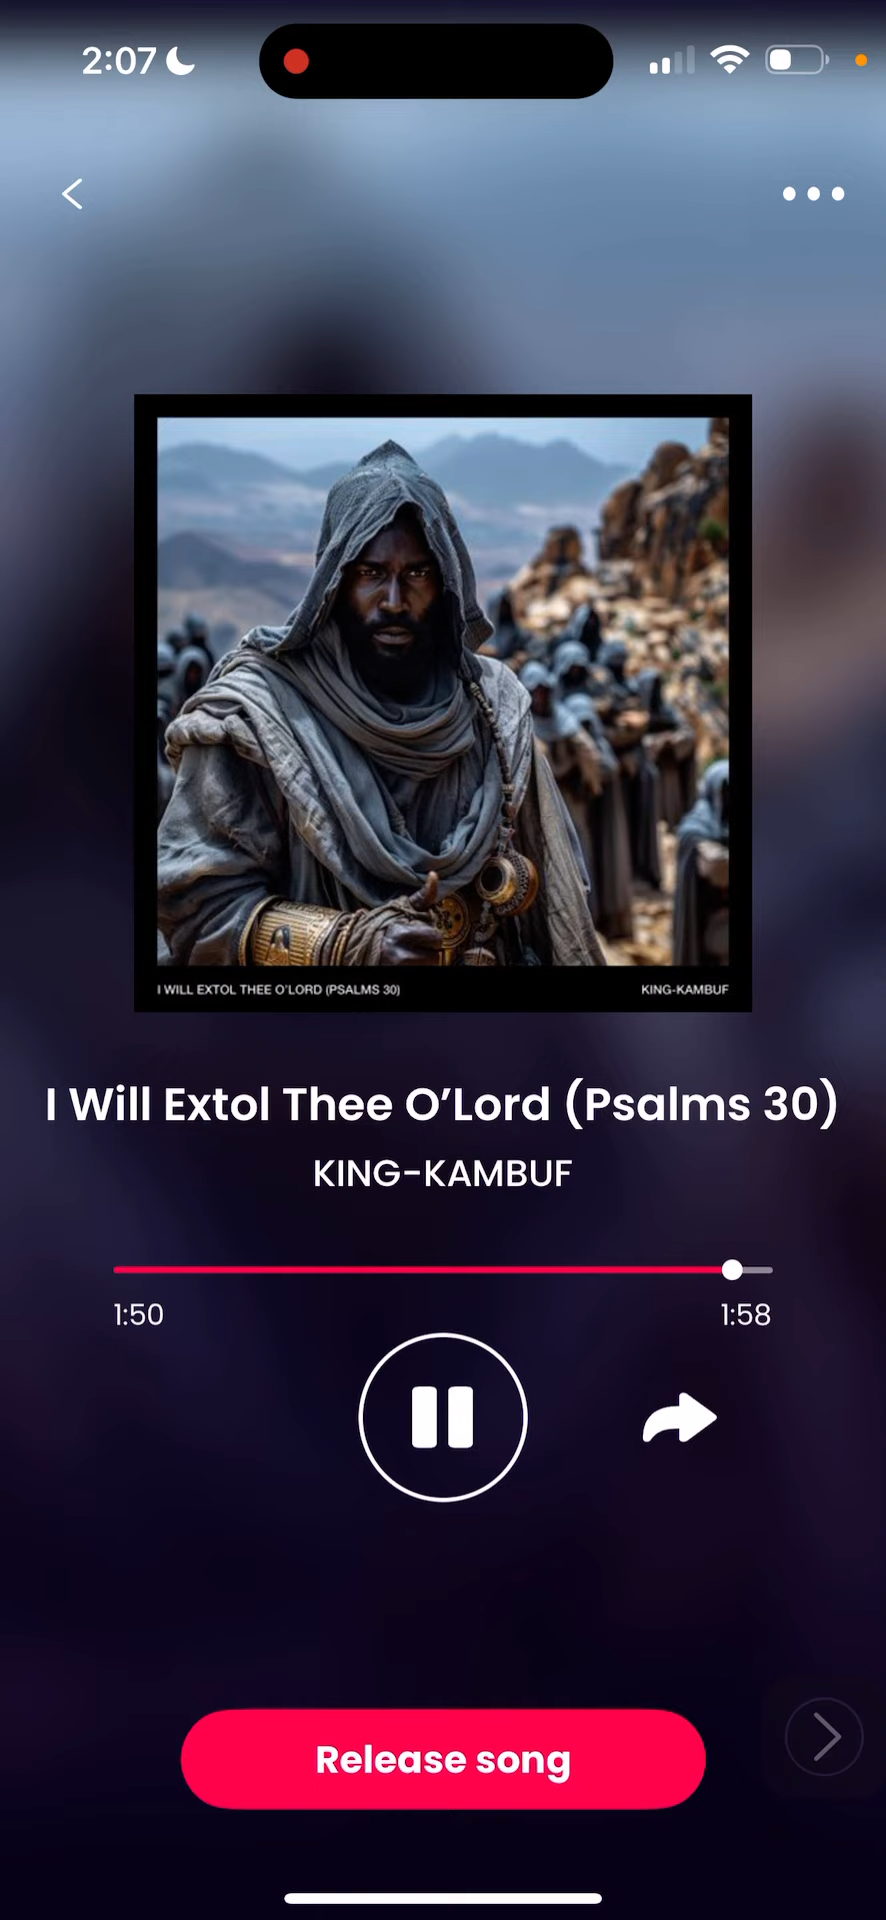 2:07
I WILL EXTOL THEE O'LORD (PSALMS 30) KING-KAMBUF
I Will Extol Thee O’Lord (Psalms 30)
KING-KAMBUF
1:50 1:58
Release song